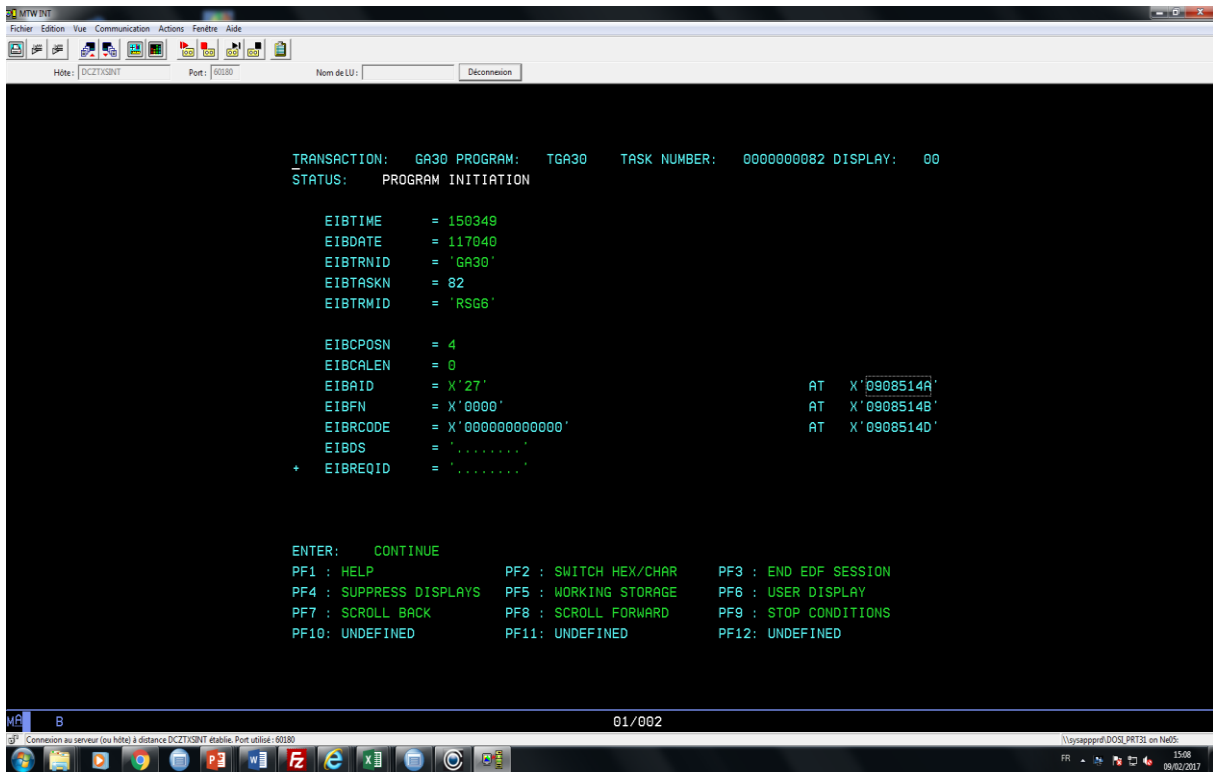 MTW INT
Fichier Edition Vue Communication Actions Fenêtre Aide
Hôte : DCZTXSINT Port : 60180 Nom de LU : Déconnexion
TRANSACTION: GA30 PROGRAM: TGA30 TASK NUMBER: 0000000082 DISPLAY: 00
STATUS: PROGRAM INITIATION
EIBTIME = 150349
EIBDATE = 117040
EIBTRNID = 'GA30'
EIBTASKN = 82
EIBTRMID = 'RSG6'
EIBCPOSN = 4
EIBCALEN = 0
EIBAID = X'27' AT X'0908514A'
EIBFN = X'0000' AT X'0908514B'
EIBRCODE = X'000000000000' AT X'0908514D'
EIBDS = '........'
+ EIBREQID = '........'
ENTER: CONTINUE
PF1 : HELP PF2 : SWITCH HEX/CHAR PF3 : END EDF SESSION
PF4 : SUPPRESS DISPLAYS PF5 : WORKING STORAGE PF6 : USER DISPLAY
PF7 : SCROLL BACK PF8 : SCROLL FORWARD PF9 : STOP CONDITIONS
PF10: UNDEFINED PF11: UNDEFINED PF12: UNDEFINED
MA B 01/002
Connexion au serveur (ou hôte) à distance DCZTXSINT établie. Port utilisé : 60180 \\sysappprd\DOSI_PRT31 on Ne05:
FR 15:08
09/02/2017